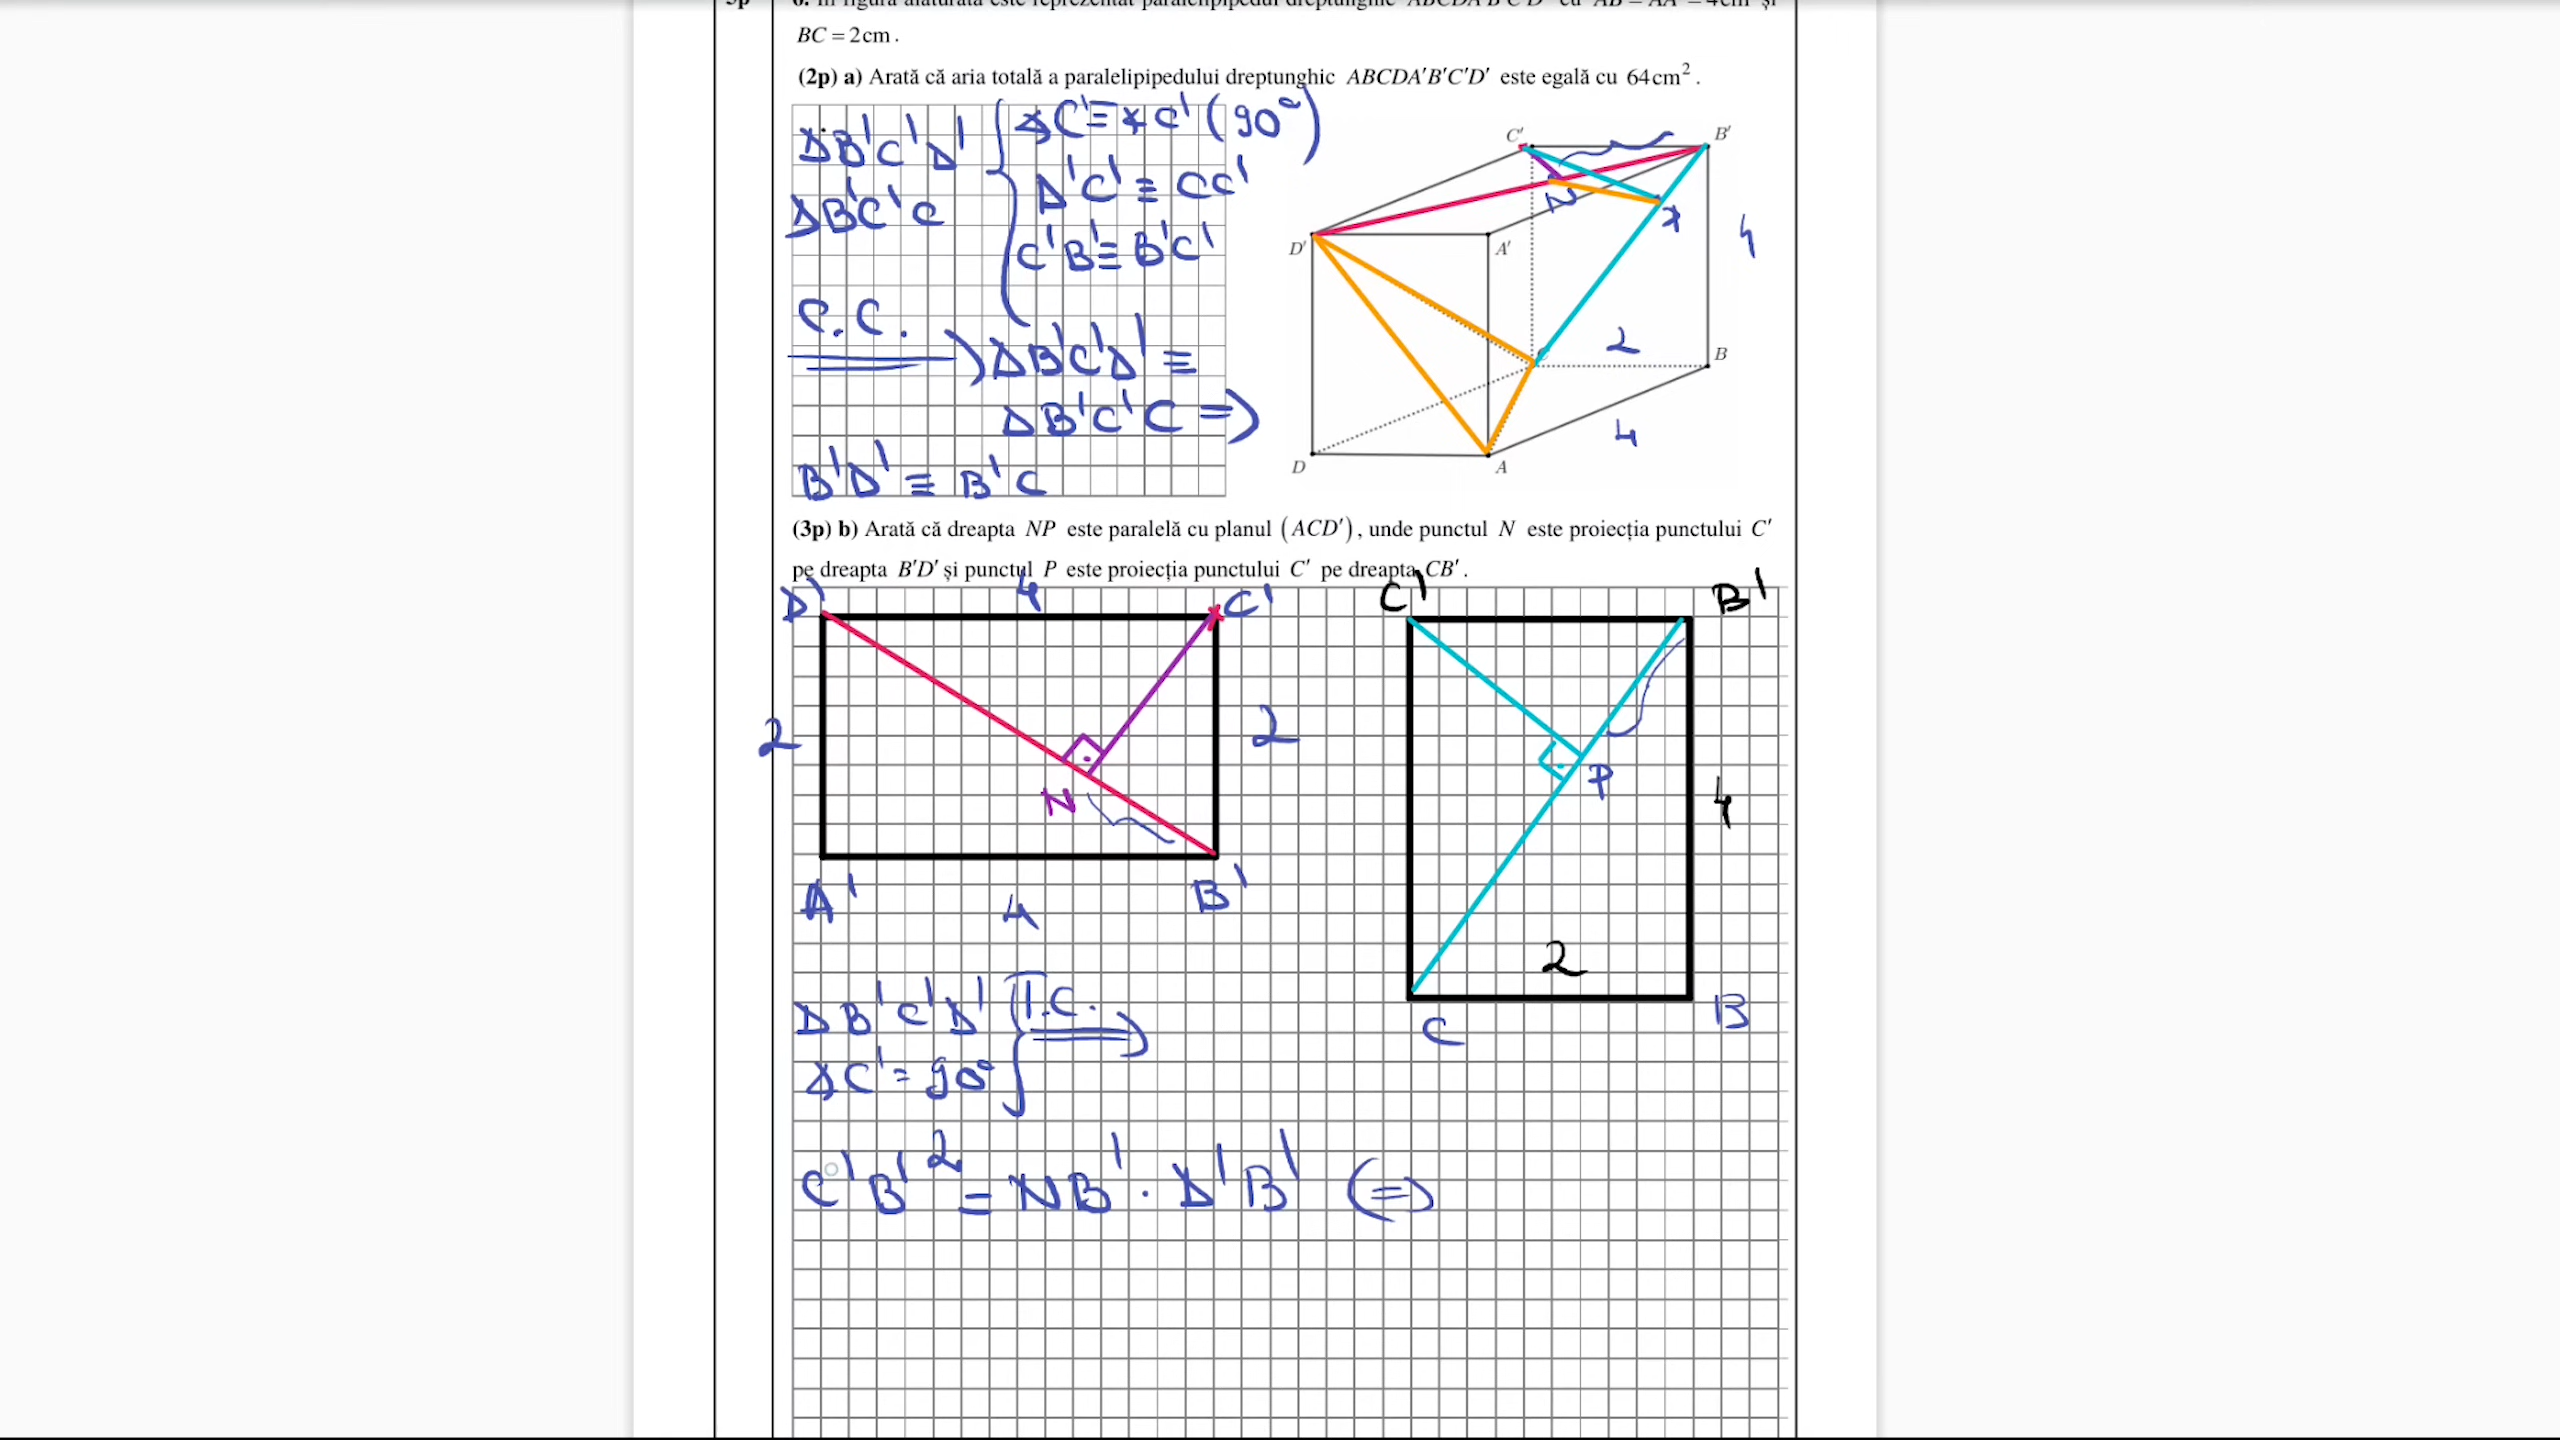 BC = 2cm .
(2p) a) Arată că aria totală a paralelipipedului dreptunghic ABCDA'B'C'D' este egală cu 64cm² .
ΔB'C'D'
ΔB'C'C
∢C' ≡ ∢C' (90°)
D'C' ≡ CC'
C'B' ≡ B'C'
C.C.
⇒ ΔB'C'D' ≡
ΔB'C'C ⇒
B'D' ≡ B'C
C'
B'
N
P
4
D'
A'
2
B
4
D
A
(3p) b) Arată că dreapta NP este paralelă cu planul (ACD'), unde punctul N este proiecția punctului C'
pe dreapta B'D' și punctul P este proiecția punctului C' pe dreapta CB' .
D'
4
C'
2
2
N
A'
4
B'
C'
B'
P
4
2
C
B
ΔB'C'D'
∢C' = 90°
T.C. ⇒
C'B'² = NB' · D'B' ⇔